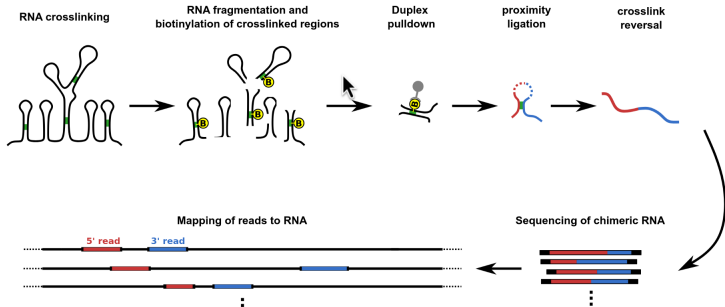 RNA crosslinking
RNA fragmentation and
biotinylation of crosslinked regions
Duplex
pulldown
proximity
ligation
crosslink
reversal
B
B
B
B
B
Mapping of reads to RNA
Sequencing of chimeric RNA
5' read
3' read